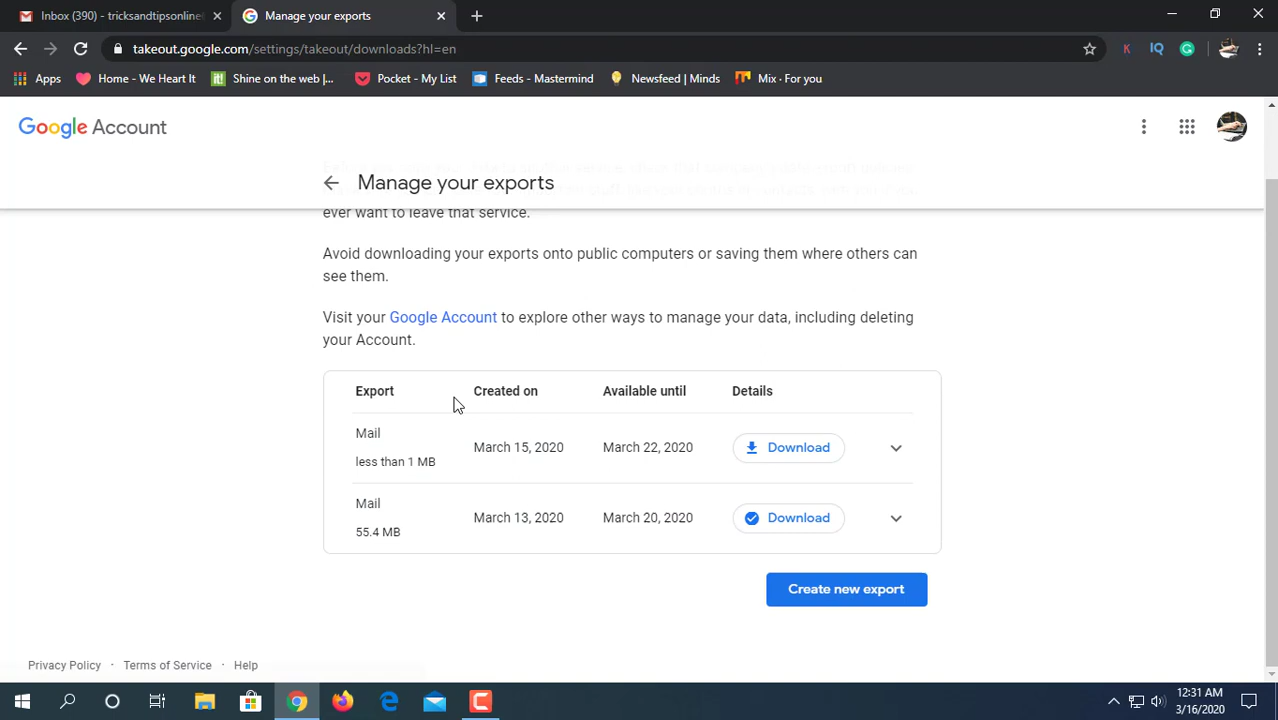 Inbox (390) - tricksandtipsonline
Manage your exports
takeout.google.com/settings/takeout/downloads?hl=en
Apps
Home - We Heart It
Shine on the web |...
Pocket - My List
Feeds - Mastermind
Newsfeed | Minds
Mix · For you
Google Account
Manage your exports
ever want to leave that service.
Avoid downloading your exports onto public computers or saving them where others can
see them.
Visit your Google Account to explore other ways to manage your data, including deleting
your Account.
Export Created on Available until Details
Mail
less than 1 MB
March 15, 2020 March 22, 2020 Download
Mail
55.4 MB
March 13, 2020 March 20, 2020 Download
Create new export
Privacy Policy · Terms of Service · Help
12:31 AM
3/16/2020